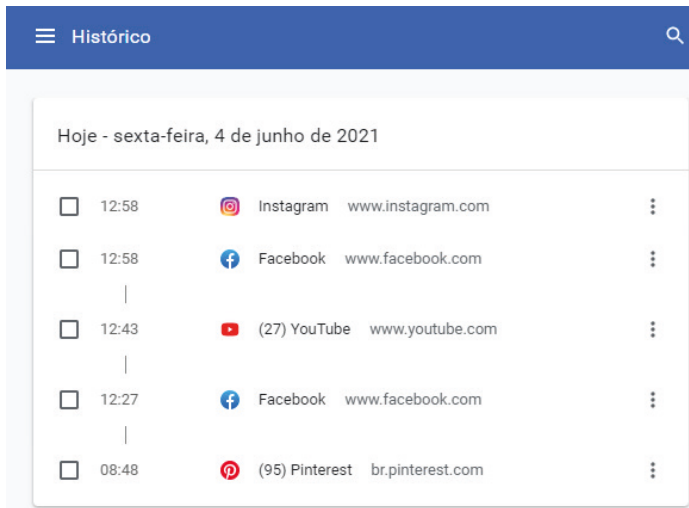 Histórico
Hoje - sexta-feira, 4 de junho de 2021
12:58 Instagram www.instagram.com
12:58 Facebook www.facebook.com
12:43 (27) YouTube www.youtube.com
12:27 Facebook www.facebook.com
08:48 (95) Pinterest br.pinterest.com